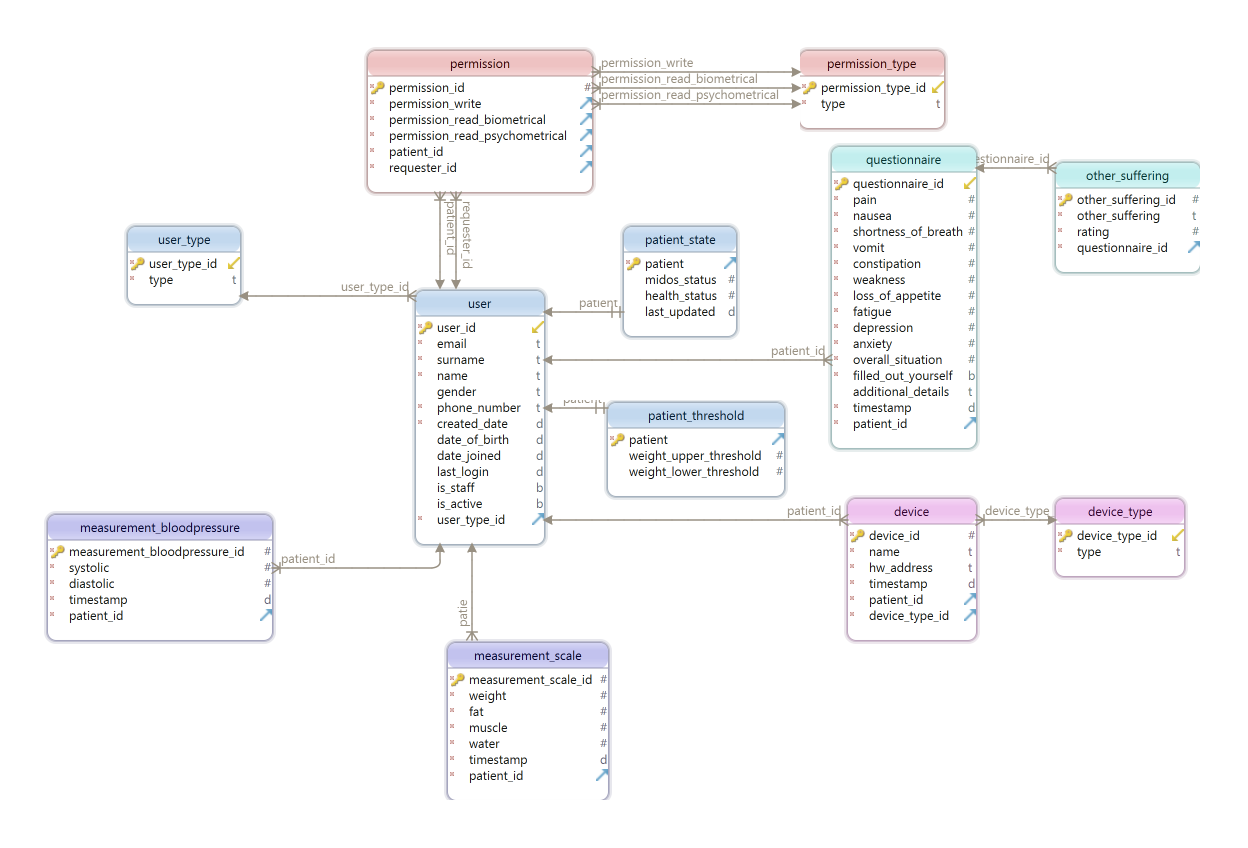 permission
permission_id #
permission_write
permission_read_biometrical
permission_read_psychometrical
patient_id
requester_id
permission_write
permission_read_biometrical
permission_read_psychometrical
permission_type
permission_type_id
type t
patient_id
requester_id
user_type
user_type_id
type t
user_type_id
patient_state
patient
midos_status #
health_status #
last_updated d
patient
questionnaire
questionnaire_id
pain #
nausea #
shortness_of_breath #
vomit #
constipation #
weakness #
loss_of_appetite #
fatigue #
depression #
anxiety #
overall_situation #
filled_out_yourself b
additional_details t
timestamp d
patient_id
estionnaire_id
other_suffering
other_suffering_id #
other_suffering t
rating #
questionnaire_id
user
user_id
email t
surname t
name t
gender t
phone_number t
created_date d
date_of_birth d
date_joined d
last_login d
is_staff b
is_active b
user_type_id
patient_id
patient
patient_threshold
patient
weight_upper_threshold #
weight_lower_threshold #
patient_id
device
device_id #
name t
hw_address t
timestamp d
patient_id
device_type_id
device_type
device_type
device_type_id
type t
measurement_bloodpressure
measurement_bloodpressure_id #
systolic #
diastolic #
timestamp d
patient_id
patient_id
patie
measurement_scale
measurement_scale_id #
weight #
fat #
muscle #
water #
timestamp d
patient_id